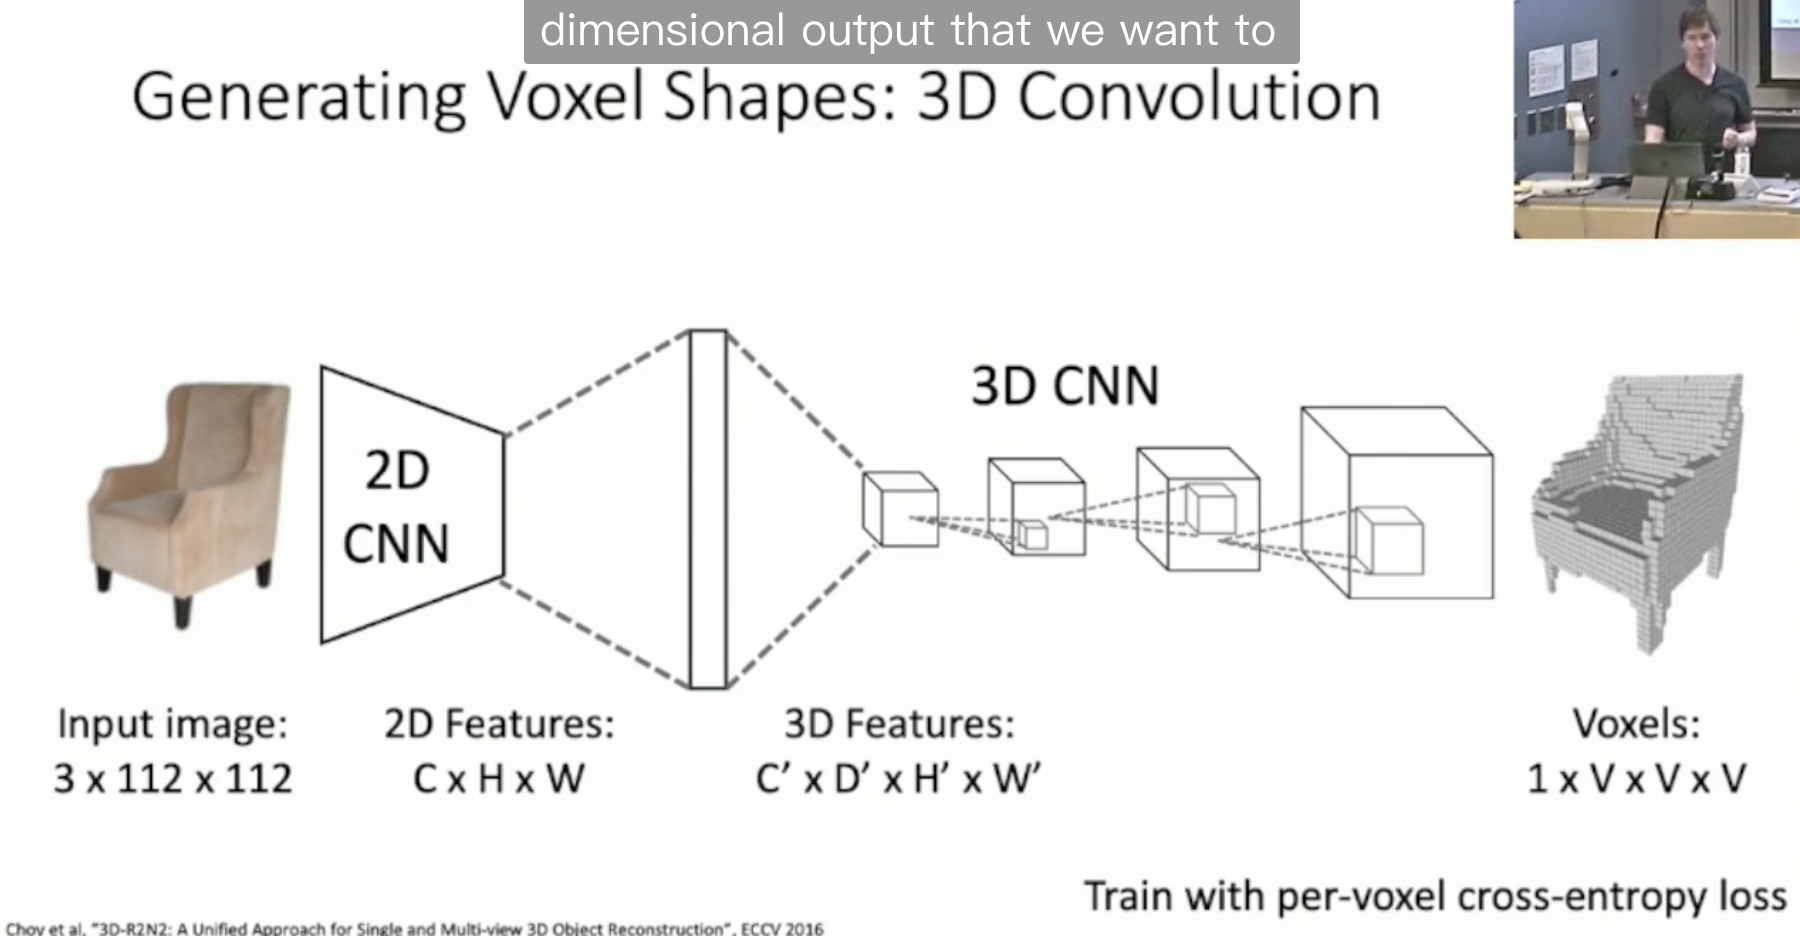 dimensional output that we want to
Generating Voxel Shapes: 3D Convolution
2D
CNN
3D CNN
Input image:
3 x 112 x 112
2D Features:
C x H x W
3D Features:
C’ x D’ x H’ x W’
Voxels:
1 x V x V x V
Train with per-voxel cross-entropy loss
Choy et al, "3D-R2N2: A Unified Approach for Single and Multi-view 3D Object Reconstruction", ECCV 2016